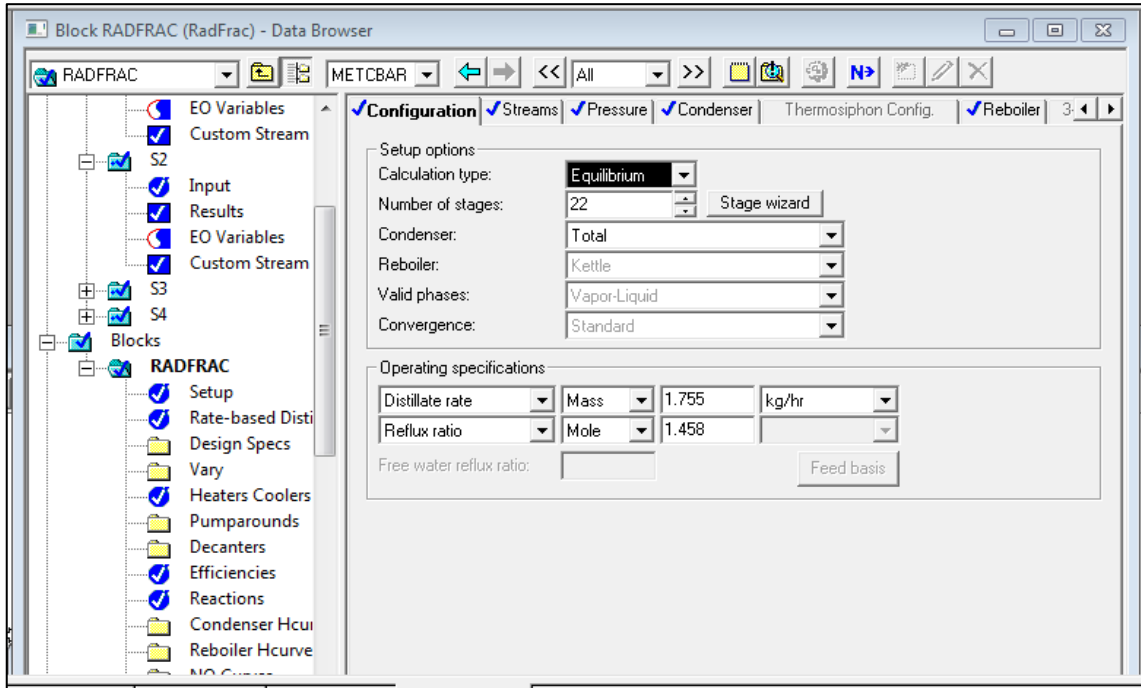 Block RADFRAC (RadFrac) - Data Browser
RADFRAC METCBAR << All >> N
EO Variables
Custom Stream
S2
Input
Results
EO Variables
Custom Stream
S3
S4
Blocks
RADFRAC
Setup
Rate-based Disti
Design Specs
Vary
Heaters Coolers
Pumparounds
Decanters
Efficiencies
Reactions
Condenser Hcur
Reboiler Hcurve
NQ Curves
Configuration Streams Pressure Condenser Thermosiphon Config. Reboiler 3-
Setup options
Calculation type: Equilibrium
Number of stages: 22 Stage wizard
Condenser: Total
Reboiler: Kettle
Valid phases: Vapor-Liquid
Convergence: Standard
Operating specifications
Distillate rate Mass 1.755 kg/hr
Reflux ratio Mole 1.458
Free water reflux ratio: Feed basis